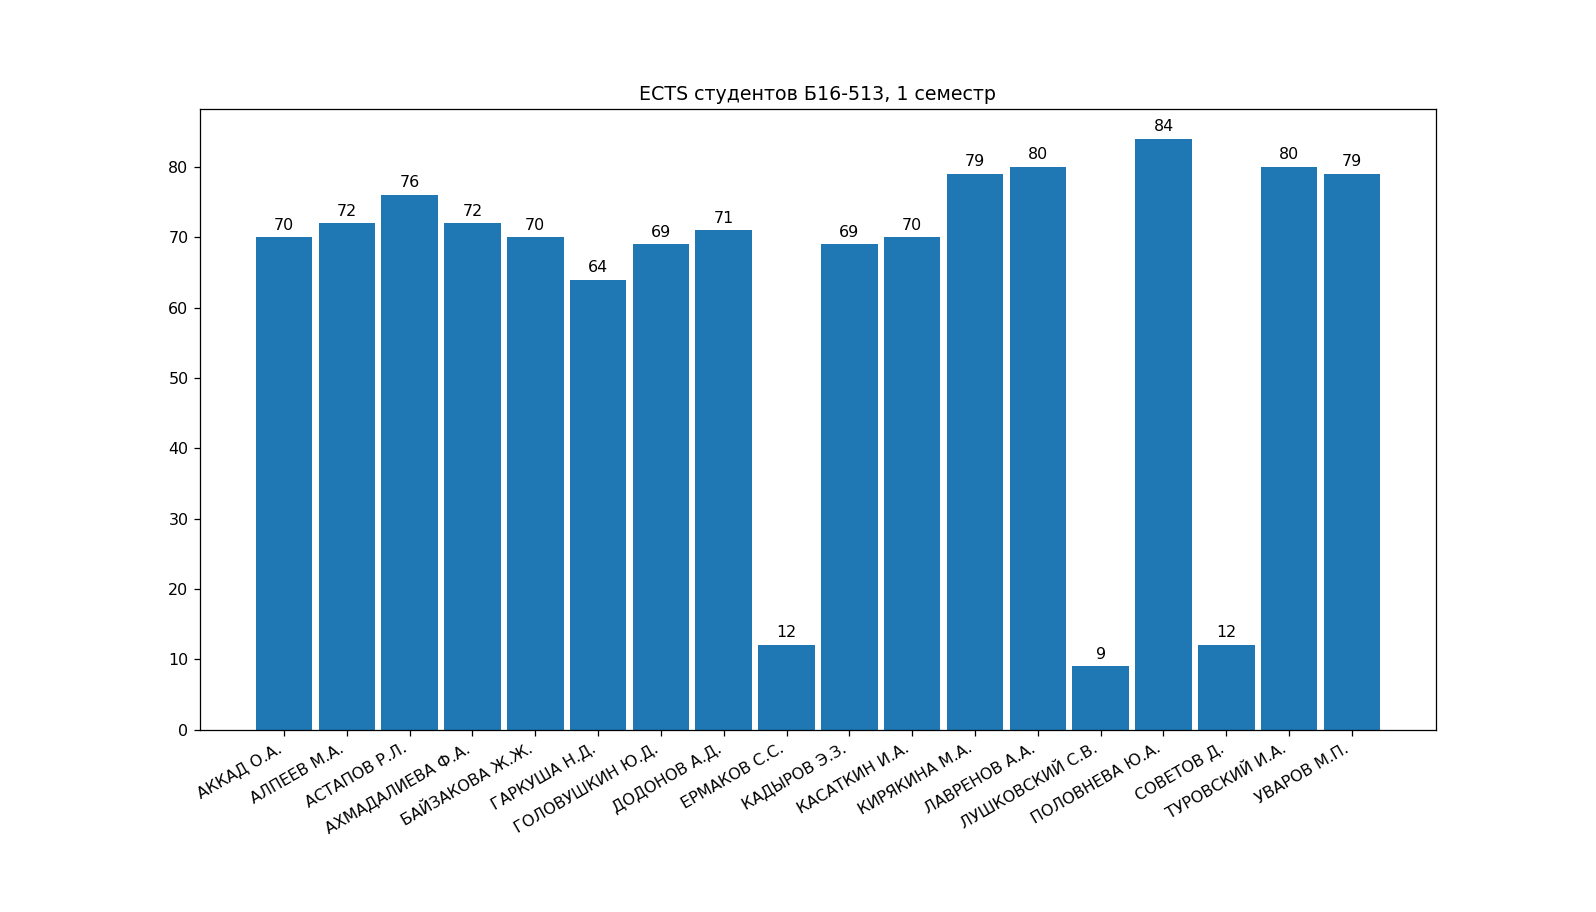 ECTS студентов Б16-513, 1 семестр
84
80
80
79
79
76
72
72
70
70
70
71
69
69
64
12
12
9
80
70
60
50
40
30
20
10
0
АККАД О.А.
АЛПЕЕВ М.А.
АСТАПОВ Р.Л.
АХМАДАЛИЕВА Ф.А.
БАЙЗАКОВА Ж.Ж.
ГАРКУША Н.Д.
ГОЛОВУШКИН Ю.Д.
ДОДОНОВ А.Д.
ЕРМАКОВ С.С.
КАДЫРОВ Э.З.
КАСАТКИН И.А.
КИРЯКИНА М.А.
ЛАВРЕНОВ А.А.
ЛУШКОВСКИЙ С.В.
ПОЛОВНЕВА Ю.А.
СОВЕТОВ Д.
ТУРОВСКИЙ И.А.
УВАРОВ М.П.